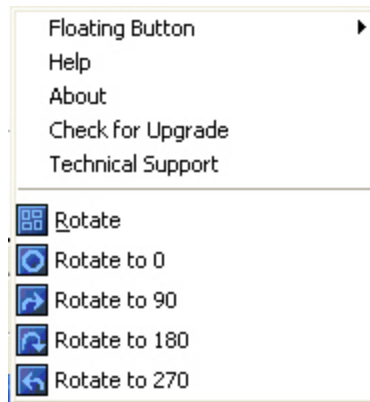 Floating Button
Help
About
Check for Upgrade
Technical Support
Rotate
Rotate to 0
Rotate to 90
Rotate to 180
Rotate to 270